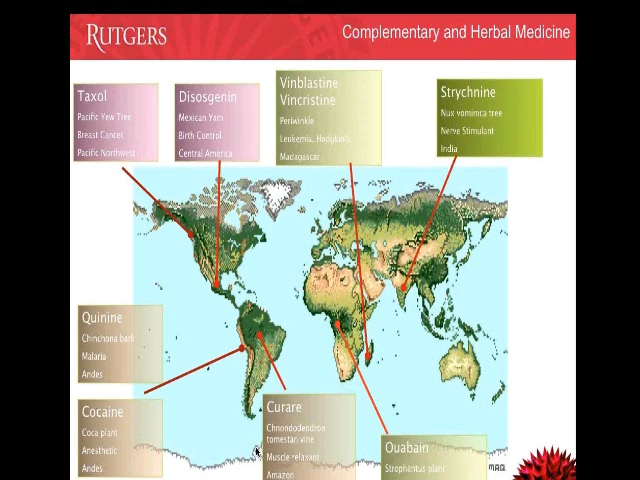 RUTGERS
Complementary and Herbal Medicine
Taxol
Pacific Yew Tree
Breast Cancer
Pacific Northwest
Disosgenin
Mexican Yam
Birth Control
Central America
Vinblastine
Vincristine
Periwinkle
Leukemia, Hodgkin's
Madagascar
Strychnine
Nux vomimca tree
Nerve Stimulant
India
Quinine
Chinchona bark
Malaria
Andes
Cocaine
Coca plant
Anesthetic
Andes
Curare
Chnondodendron
tomestan vine
Muscle relaxant
Amazon
Ouabain
Strophantus plant